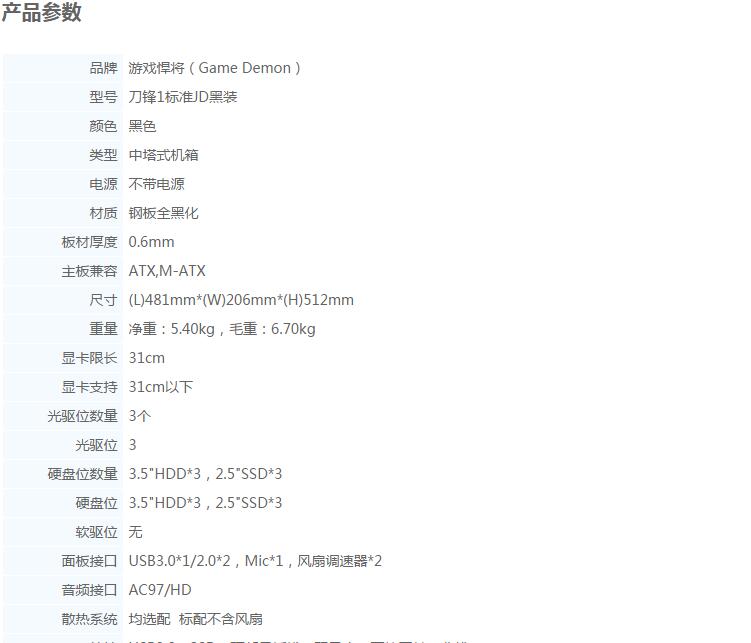 产品参数
品牌 游戏悍将（Game Demon）
型号 刀锋1标准JD黑装
颜色 黑色
类型 中塔式机箱
电源 不带电源
材质 钢板全黑化
板材厚度 0.6mm
主板兼容 ATX,M-ATX
尺寸 (L)481mm*(W)206mm*(H)512mm
重量 净重：5.40kg，毛重：6.70kg
显卡限长 31cm
显卡支持 31cm以下
光驱位数量 3个
光驱位 3
硬盘位数量 3.5"HDD*3，2.5"SSD*3
硬盘位 3.5"HDD*3，2.5"SSD*3
软驱位 无
面板接口 USB3.0*1/2.0*2，Mic*1，风扇调速器*2
音频接口 AC97/HD
散热系统 均选配 标配不含风扇